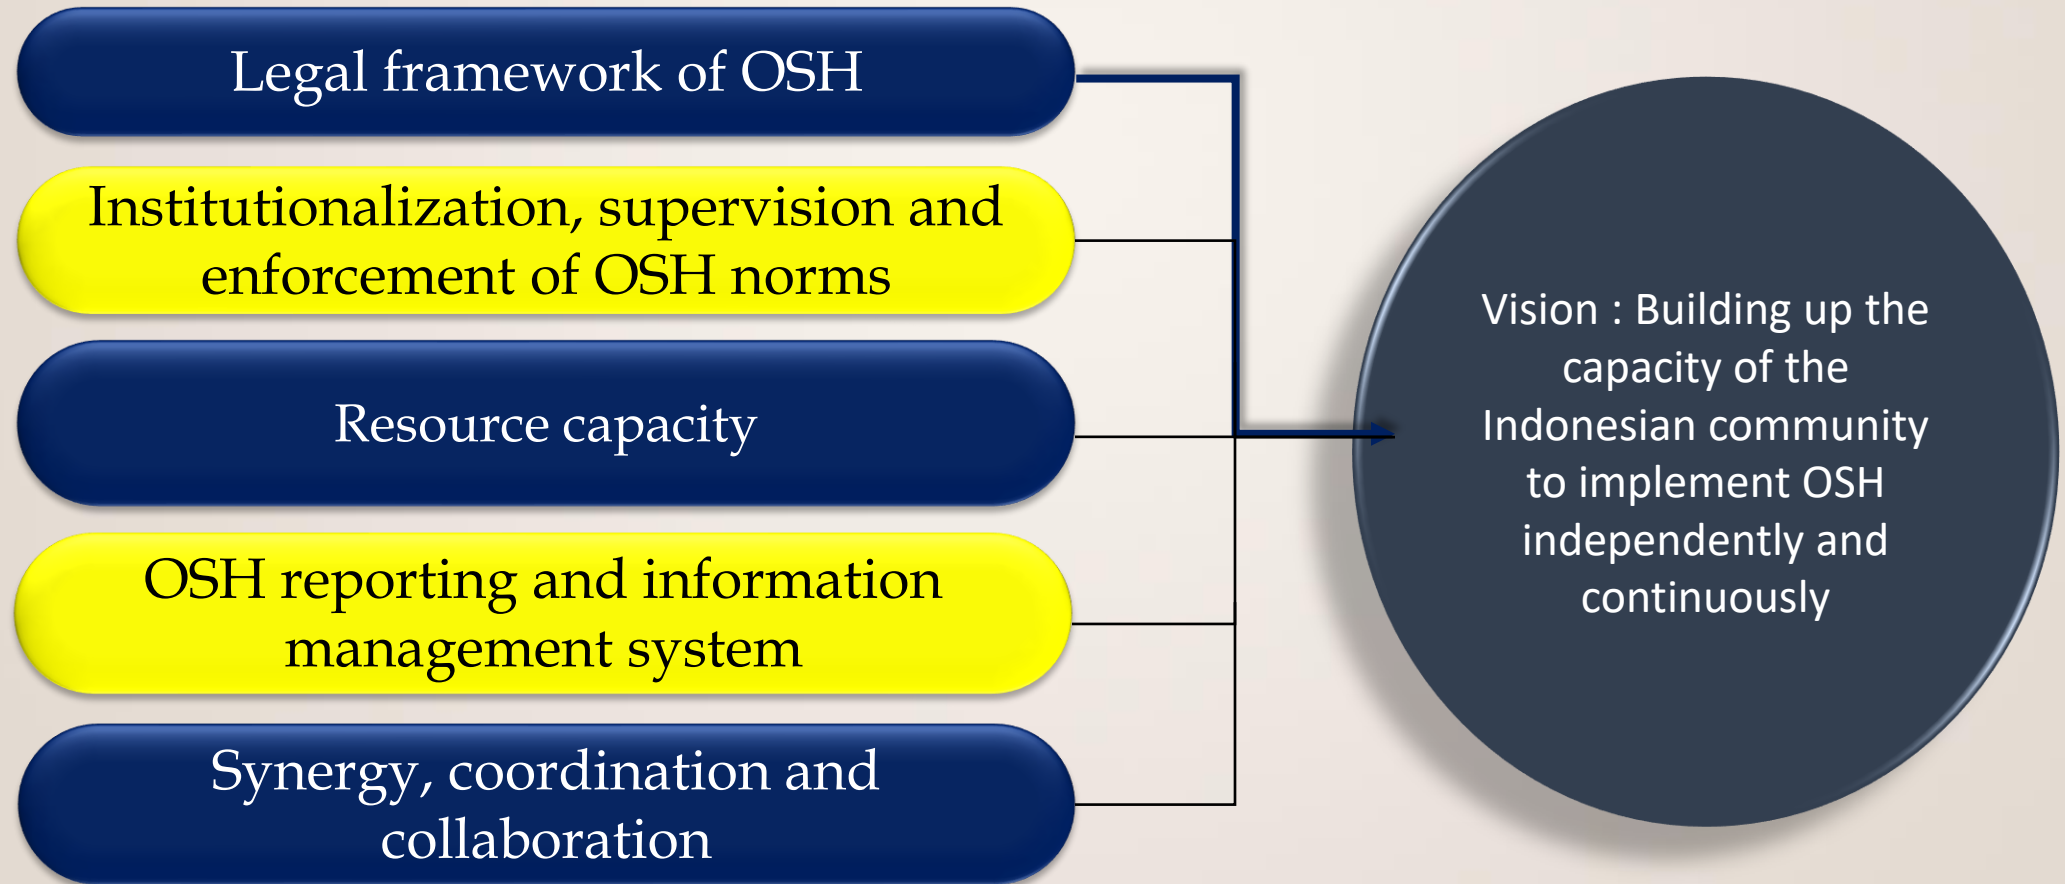 Legal framework of OSH
Institutionalization, supervision and
enforcement of OSH norms
Resource capacity
OSH reporting and information
management system
Synergy, coordination and
collaboration
Vision : Building up the
capacity of the
Indonesian community
to implement OSH
independently and
continuously